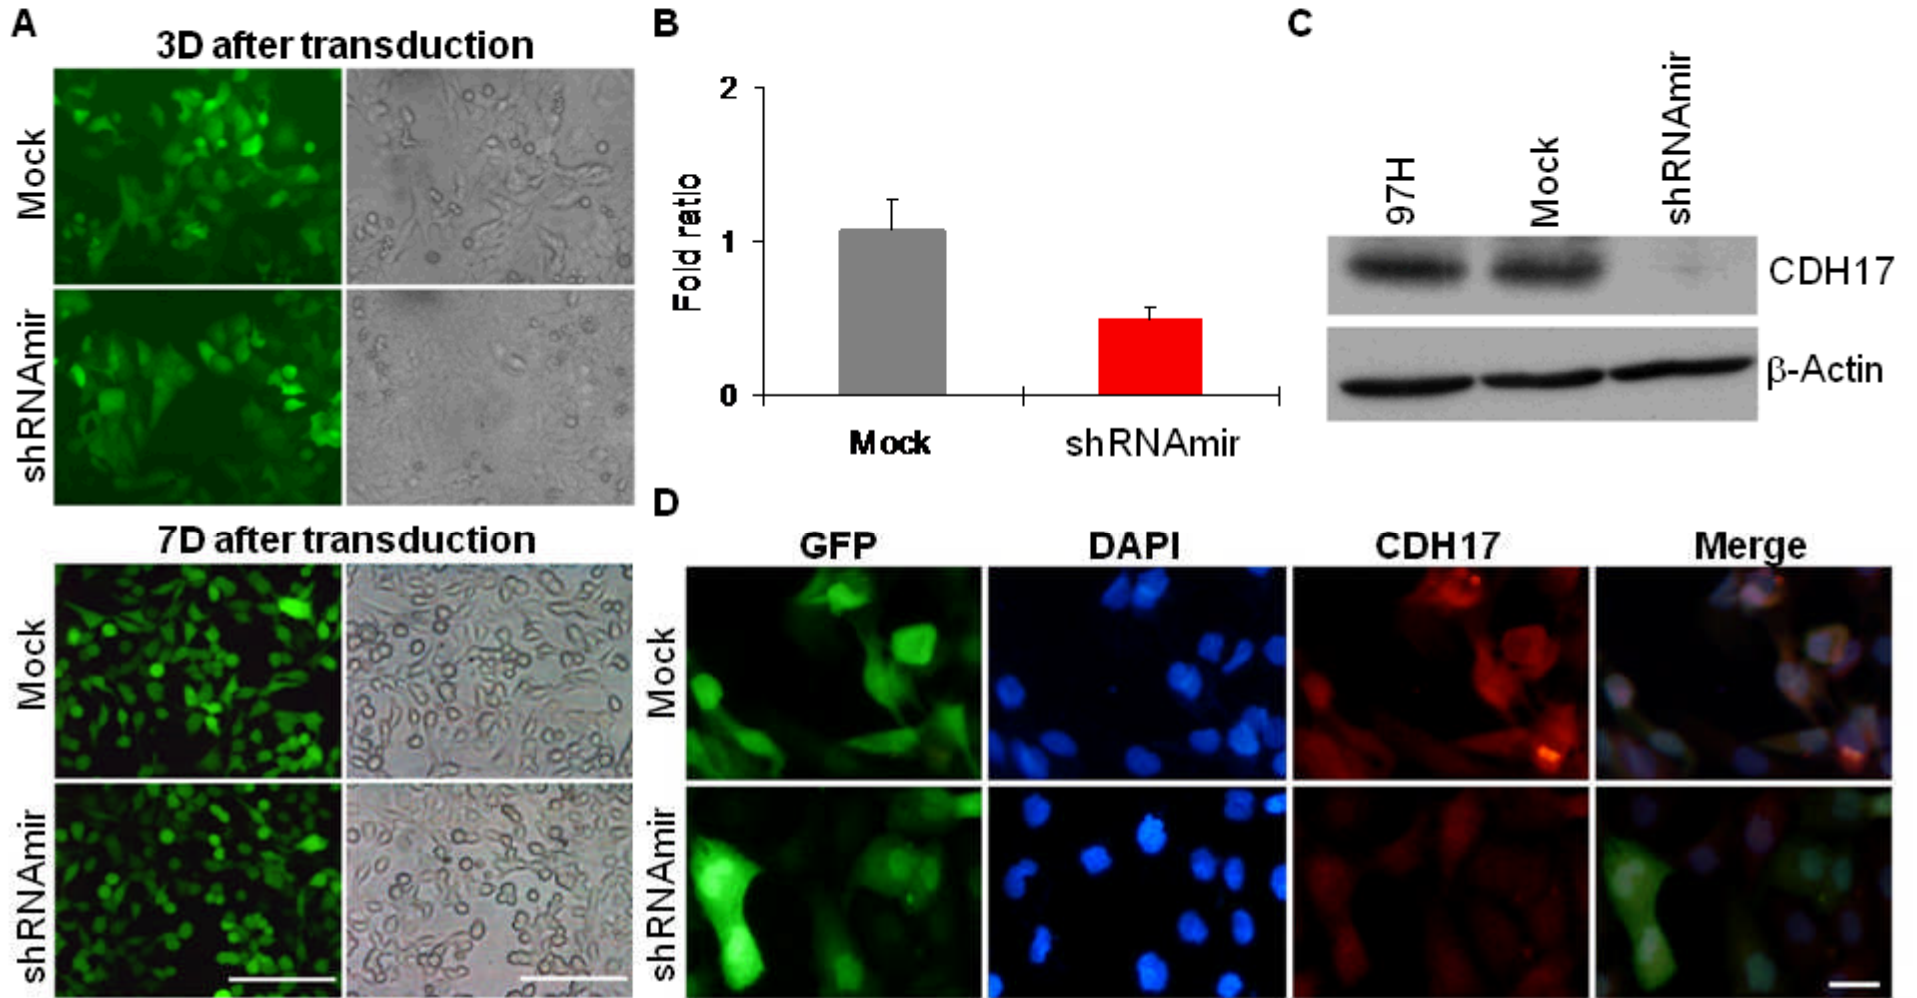 A
3D after transduction
Mock
shRNAmir
7D after transduction
Mock
shRNAmir
B
2
1
0
Fold ratio
Mock
shRNAmir
C
97H
Mock
shRNAmir
CDH17
β-Actin
D
GFP
DAPI
CDH17
Merge
Mock
shRNAmir